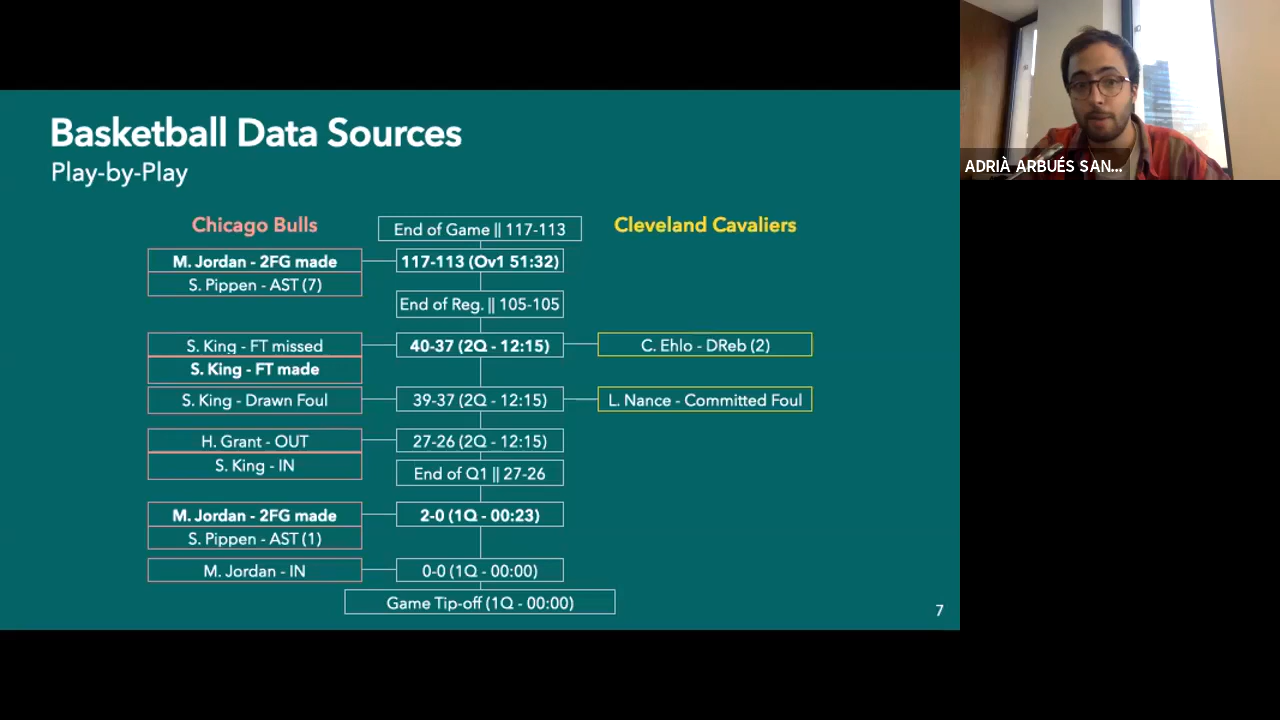 Basketball Data Sources
Play-by-Play
Chicago Bulls
End of Game || 117-113
Cleveland Cavaliers
M. Jordan - 2FG made
117-113 (Ov1 51:32)
S. Pippen - AST (7)
End of Reg. || 105-105
S. King - FT missed
40-37 (2Q - 12:15)
C. Ehlo - DReb (2)
S. King - FT made
S. King - Drawn Foul
39-37 (2Q - 12:15)
L. Nance - Committed Foul
H. Grant - OUT
27-26 (2Q - 12:15)
S. King - IN
End of Q1 || 27-26
M. Jordan - 2FG made
2-0 (1Q - 00:23)
S. Pippen - AST (1)
M. Jordan - IN
0-0 (1Q - 00:00)
Game Tip-off (1Q - 00:00)
7
ADRIÀ ARBUÉS SAN...